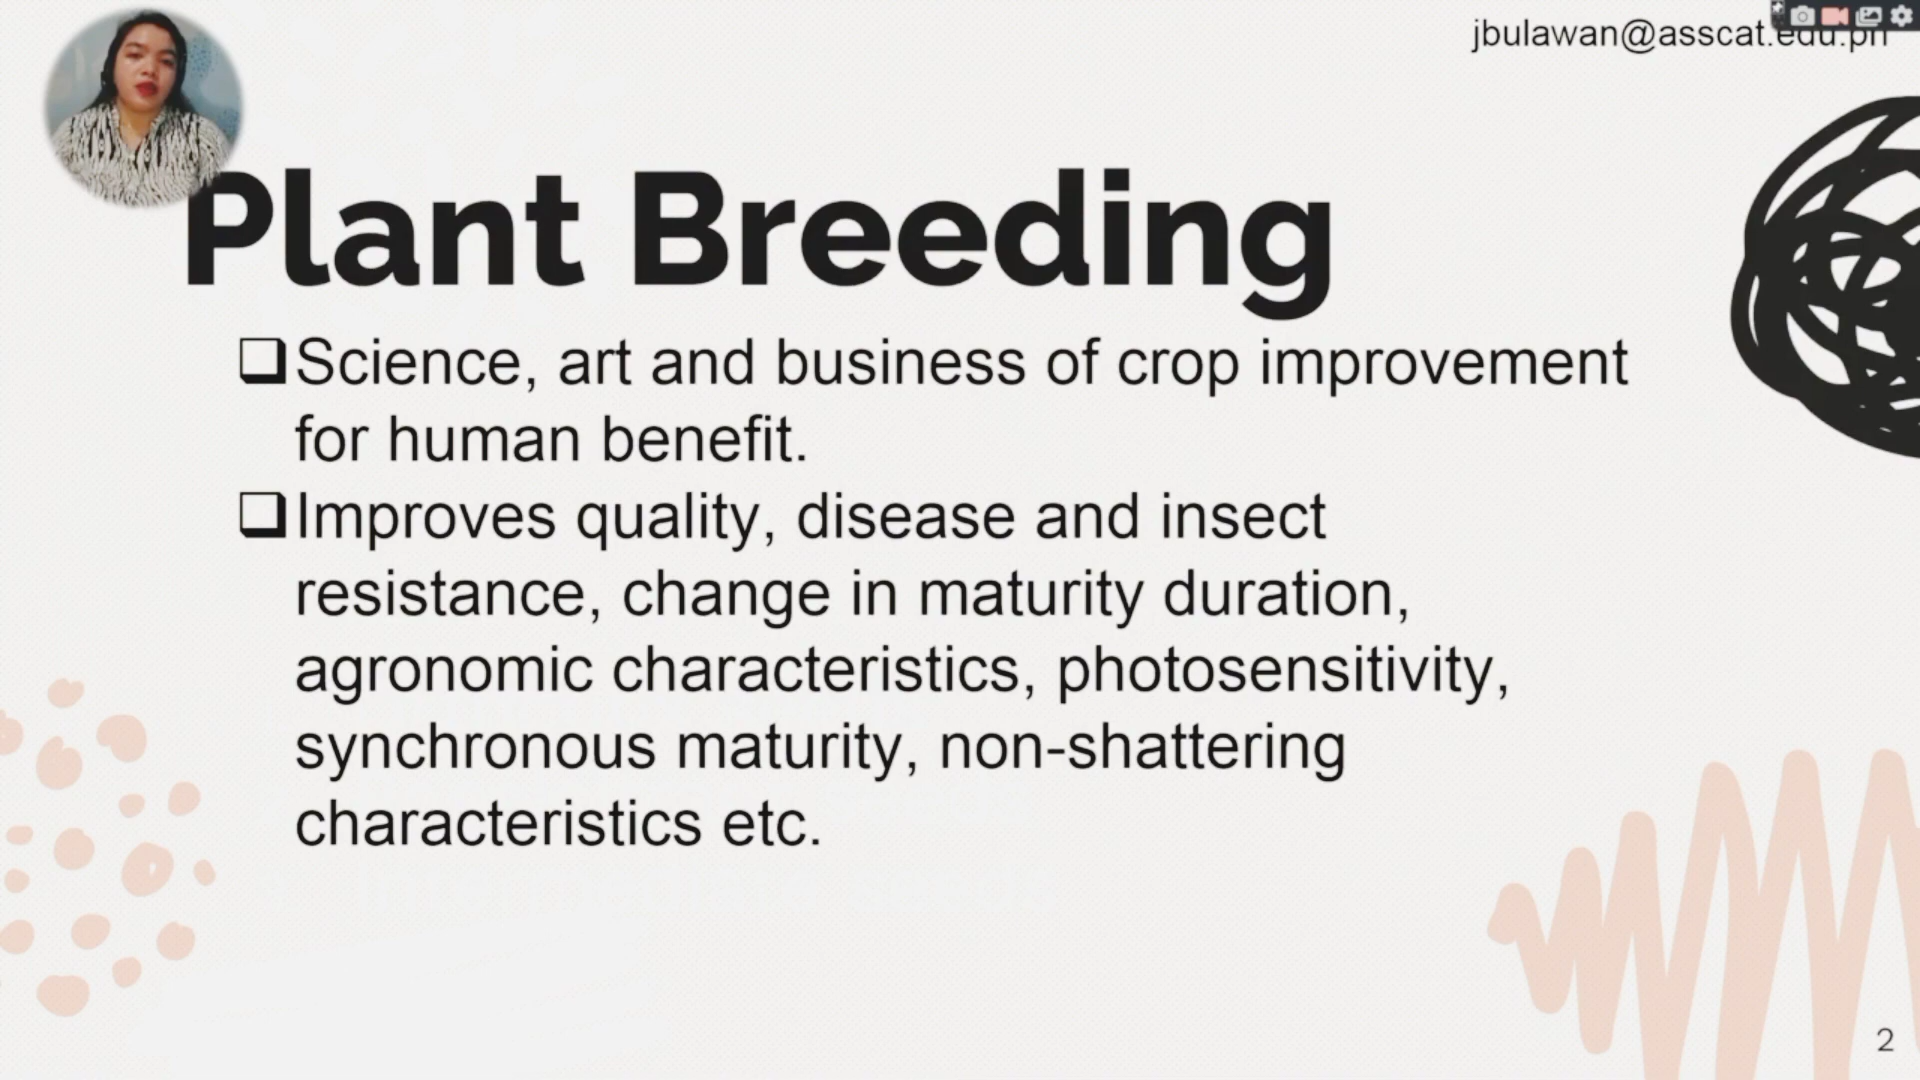 jbulawan@asscat.edu.ph
Plant Breeding
❑Science, art and business of crop improvement
for human benefit.
❑Improves quality, disease and insect
resistance, change in maturity duration,
agronomic characteristics, photosensitivity,
synchronous maturity, non-shattering
characteristics etc.
2